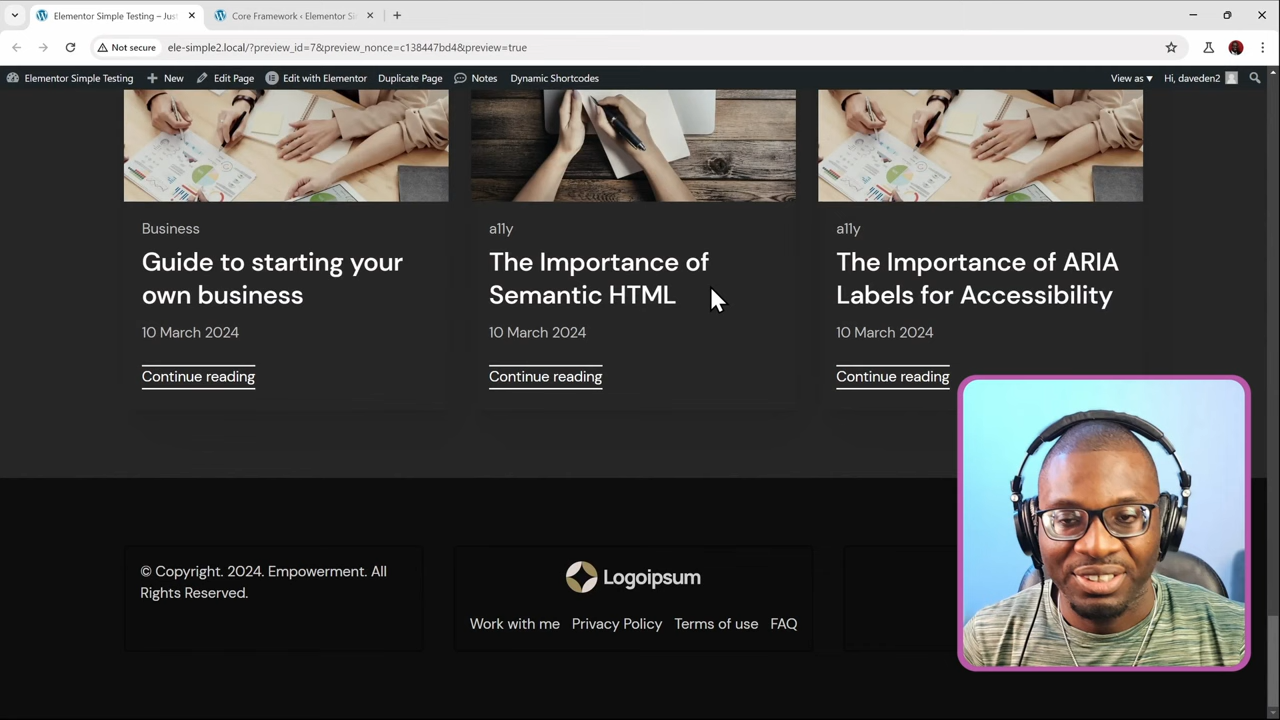 Elementor Simple Testing – Jus
Core Framework ‹ Elementor Si
Not secure
ele-simple2.local/?preview_id=7&preview_nonce=c138447bd4&preview=true
Elementor Simple Testing
New
Edit Page
Edit with Elementor
Duplicate Page
Notes
Dynamic Shortcodes
View as ▾
Hi, daveden2
Business
Guide to starting your
own business
10 March 2024
Continue reading
a11y
The Importance of
Semantic HTML
10 March 2024
Continue reading
a11y
The Importance of ARIA
Labels for Accessibility
10 March 2024
Continue reading
© Copyright. 2024. Empowerment. All
Rights Reserved.
Logoipsum
Work with me
Privacy Policy
Terms of use
FAQ